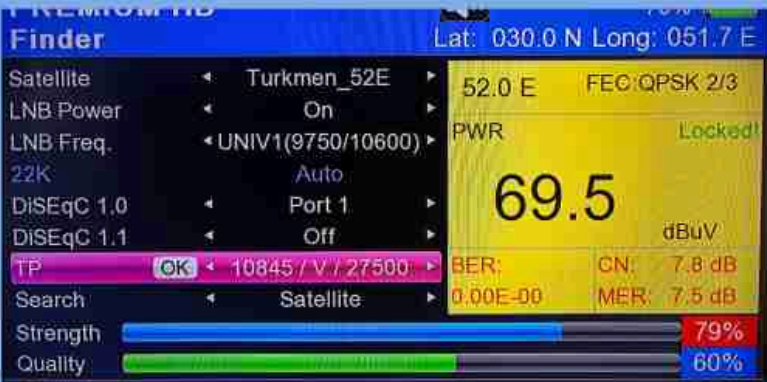 PREMIUM HD
Finder
Lat: 030.0 N Long: 051.7 E
Satellite Turkmen_52E
LNB Power On
LNB Freq. UNIV1(9750/10600)
22K Auto
DiSEqC 1.0 Port 1
DiSEqC 1.1 Off
TP OK 10845 / V / 27500
Search Satellite
52.0 E FEC:QPSK 2/3
PWR Locked!
69.5
dBuV
BER: CN: 7.8 dB
0.00E-00 MER: 7.5 dB
Strength 79%
Quality 60%